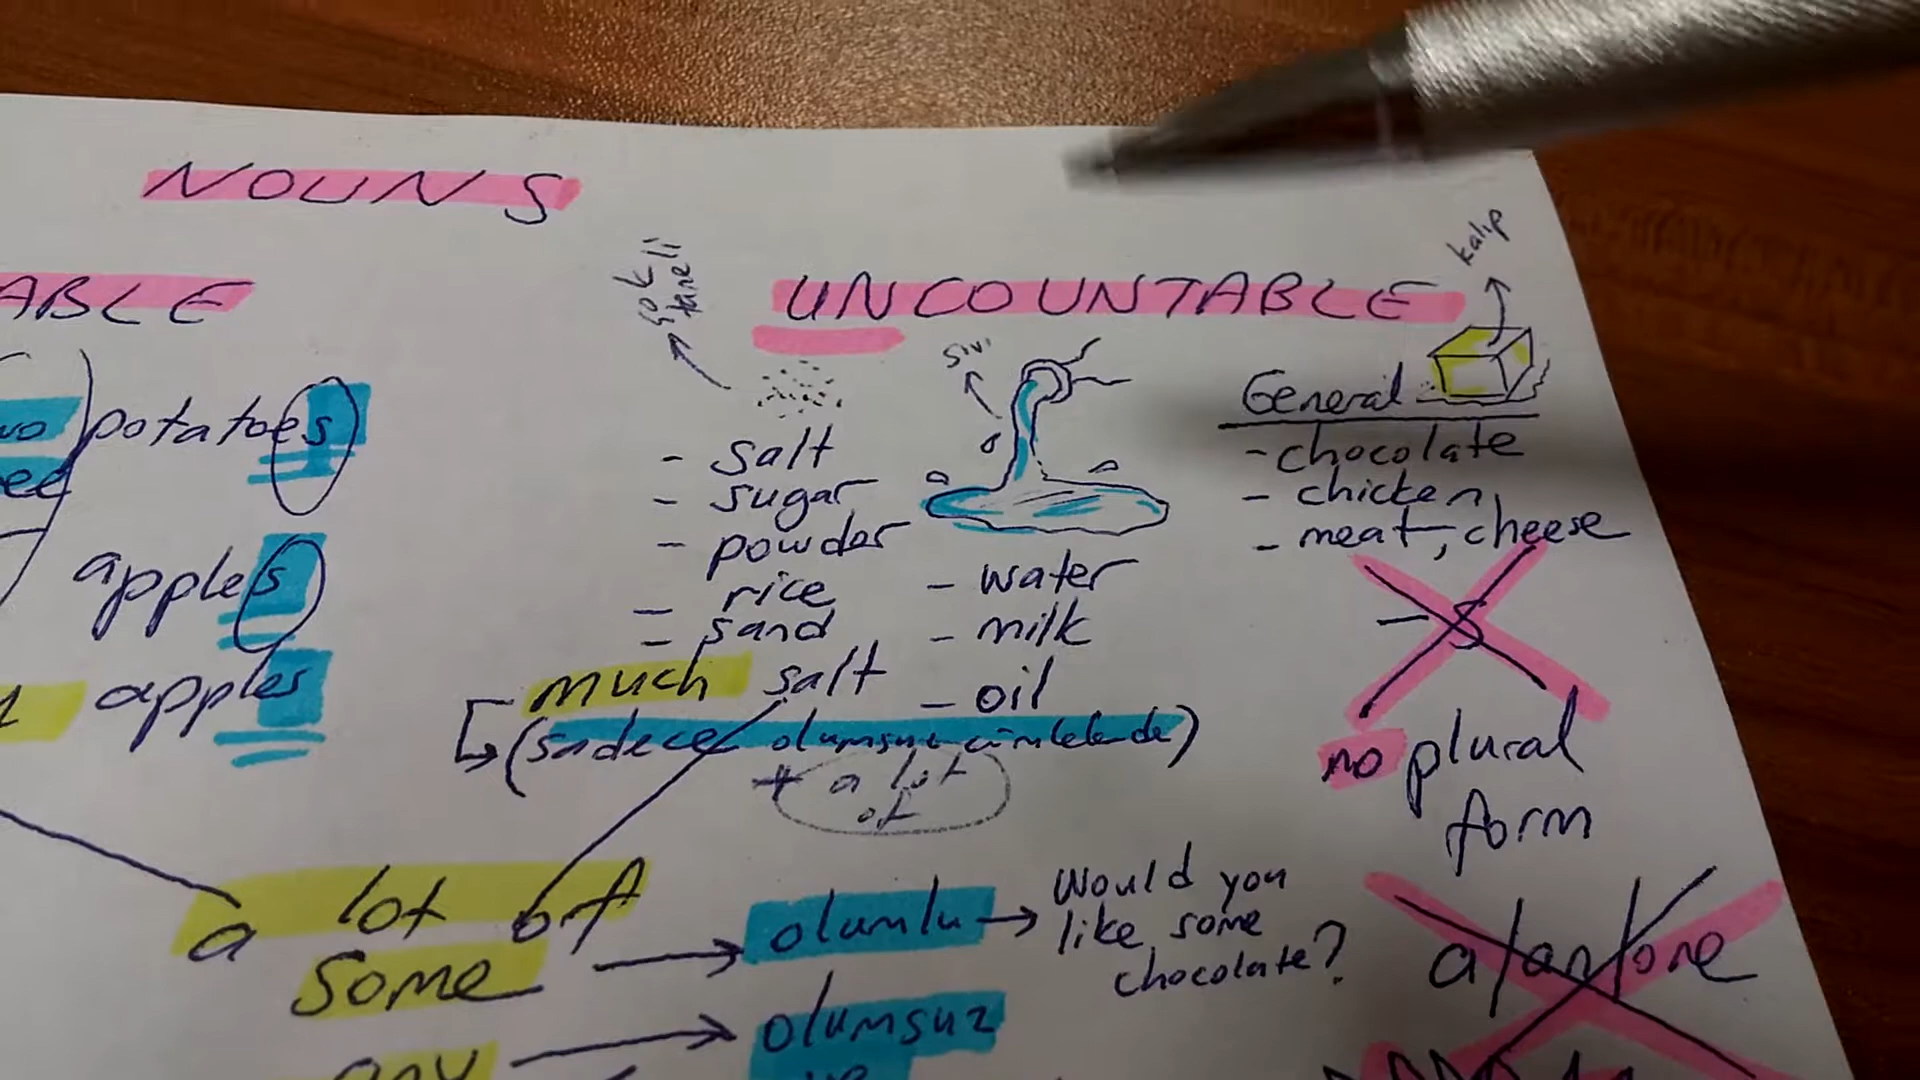 NOUNS
ABLE
potatoes
apples
apples
UNCOUNTABLE
çok
taneli
- salt
- sugar
- powder
- rice
- sand
sıvı
- water
- milk
- oil
kalıp
General
- chocolate
- chicken
- meat, cheese
- S
no plural
form
a/an/one
much salt
(sadece olumsuz cümlelerde)
+ a lot
of
a lot of
some → olumlu → Would you
like some
chocolate?
any → olumsuz
ve